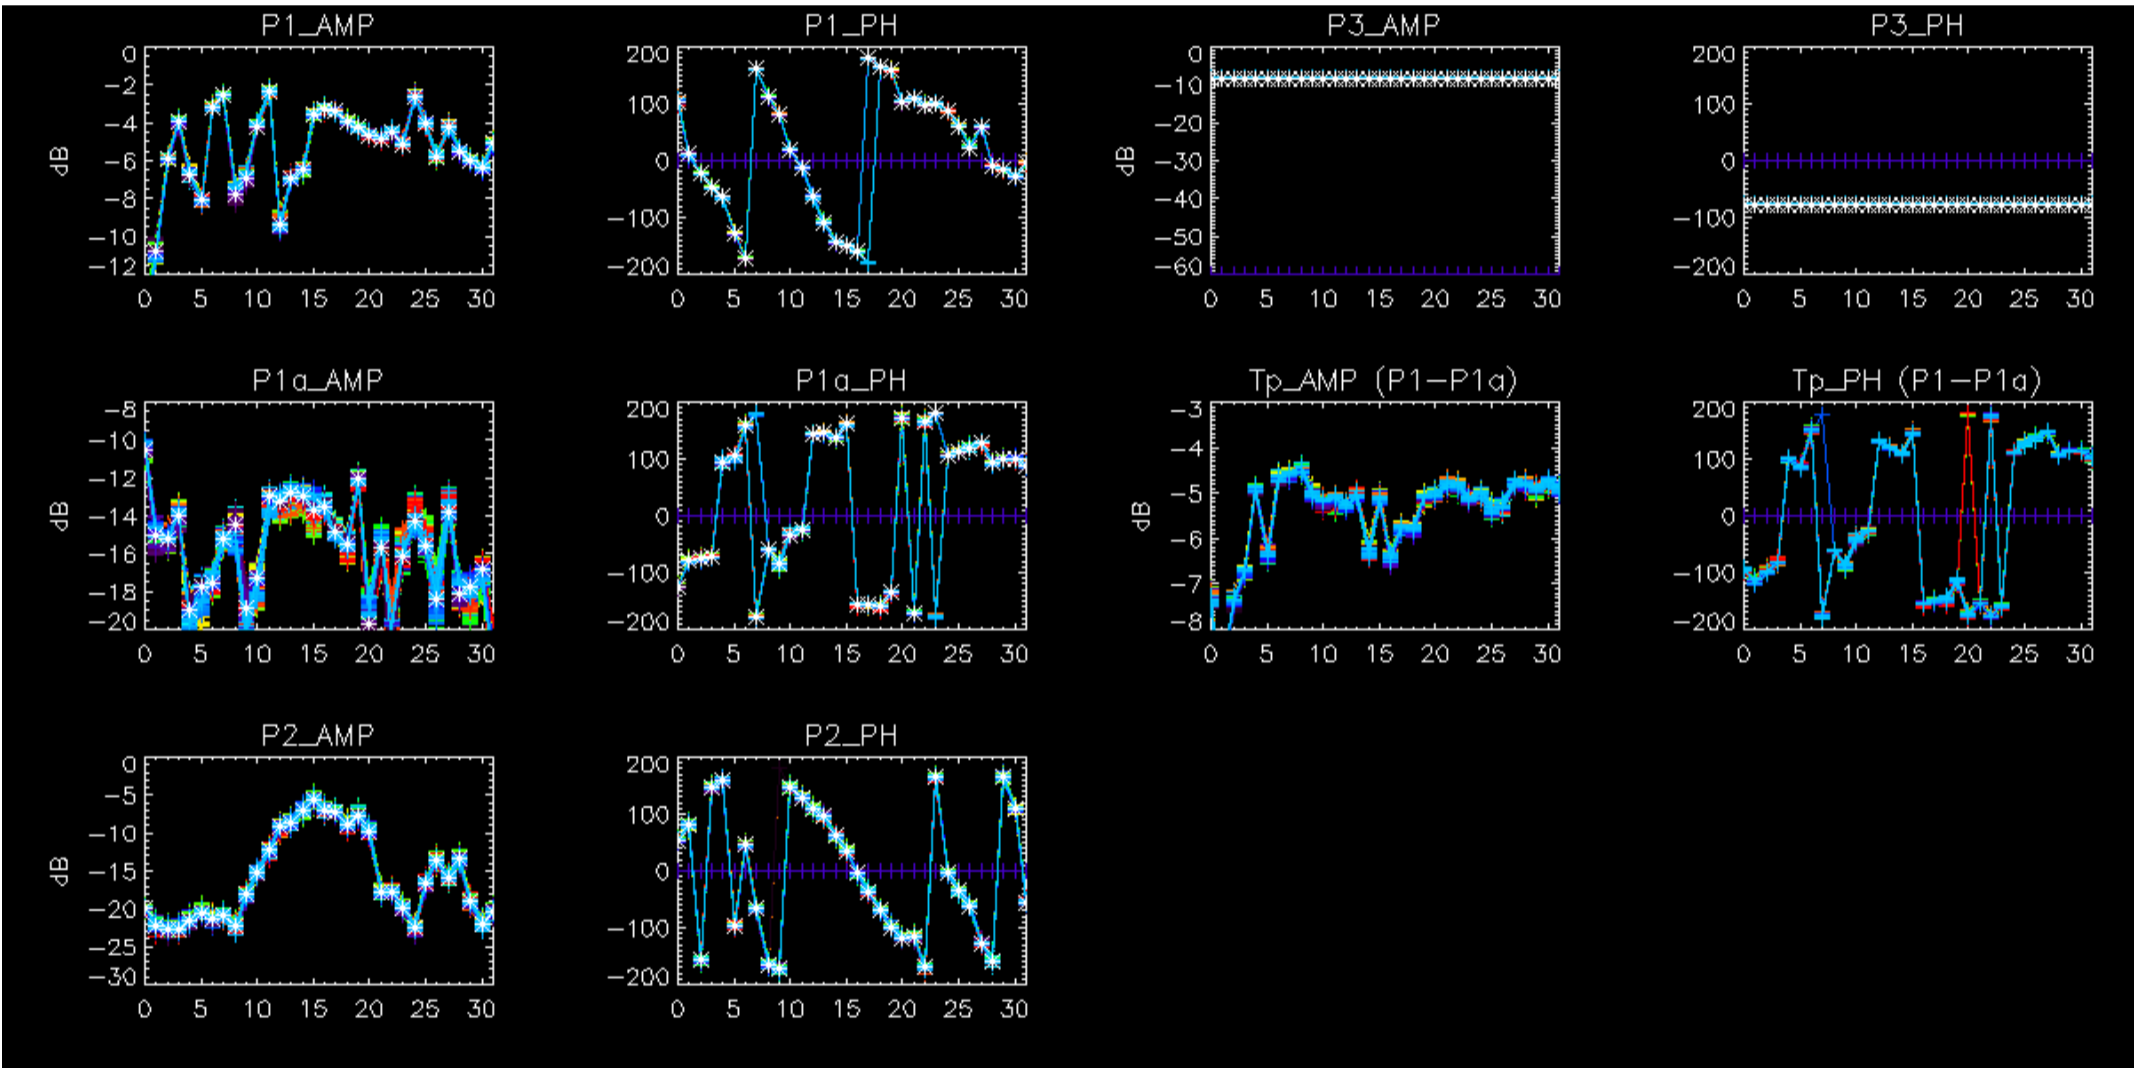 P1_AMP P1_PH P3_AMP P3_PH
0 200 0 200
-2 100 -10 100
-4 0 -20 0
dB -6 -100 dB -30 -100
-8 -200 -40 -200
-10 -50
-12 -60
0 5 10 15 20 25 30 0 5 10 15 20 25 30 0 5 10 15 20 25 30 0 5 10 15 20 25 30
P1a_AMP P1a_PH Tp_AMP (P1-P1a) Tp_PH (P1-P1a)
-8 200 -3 200
-10 100 -4 100
-12 0 -5 0
dB -14 -100 dB -6 -100
-16 -200 -7 -200
-18 -8
-20
0 5 10 15 20 25 30 0 5 10 15 20 25 30 0 5 10 15 20 25 30 0 5 10 15 20 25 30
P2_AMP P2_PH
0 200
-5 100
-10 0
dB -15 -100
-20 -200
-25
-30
0 5 10 15 20 25 30 0 5 10 15 20 25 30